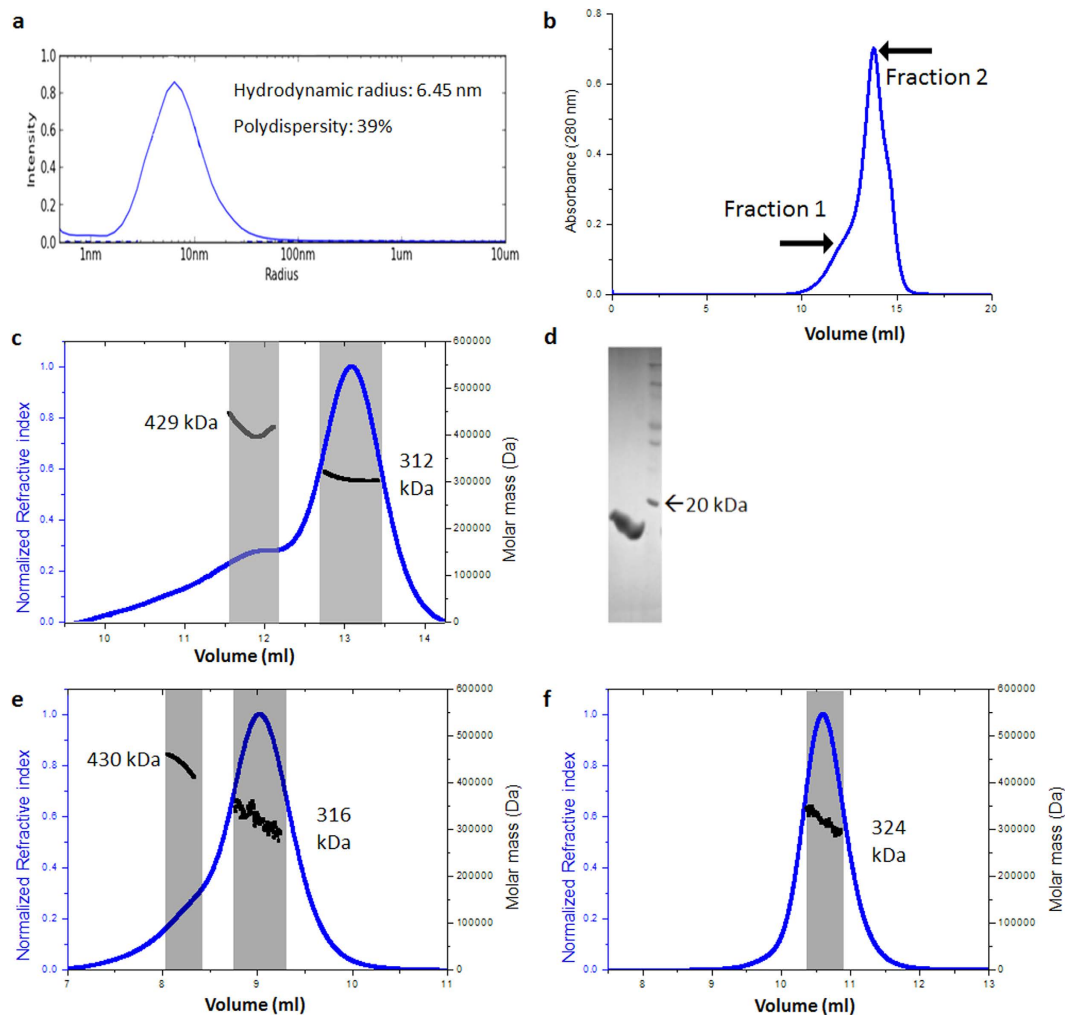 a
1.0
0.8
0.6
0.4
0.2
0.0
Intensity
Hydrodynamic radius: 6.45 nm
Polydispersity: 39%
1nm 10nm 100nm 1um 10um
Radius
b
0.8
0.6
0.4
0.2
0.0
Absorbance (280 nm)
Fraction 2
Fraction 1
0 5 10 15 20
Volume (ml)
c
1.0
0.8
0.6
0.4
0.2
0.0
Normalized Refractive index
429 kDa
312
kDa
600000
500000
400000
300000
200000
100000
0
Molar mass (Da)
10 11 12 13 14
Volume (ml)
d
←20 kDa
e
1.0
0.8
0.6
0.4
0.2
0.0
Normalized Refractive index
430 kDa
316
kDa
600000
500000
400000
300000
200000
100000
0
Molar mass (Da)
7 8 9 10 11
Volume (ml)
f
1.0
0.8
0.6
0.4
0.2
0.0
Normalized Refractive index
324
kDa
600000
500000
400000
300000
200000
100000
0
Molar mass (Da)
8 9 10 11 12 13
Volume (ml)